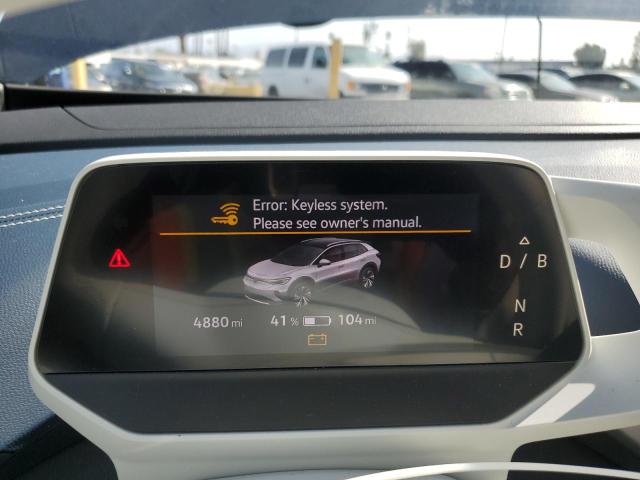 Error: Keyless system.
Please see owner's manual.
D / B
N
R
4880 mi 41 % 104 mi